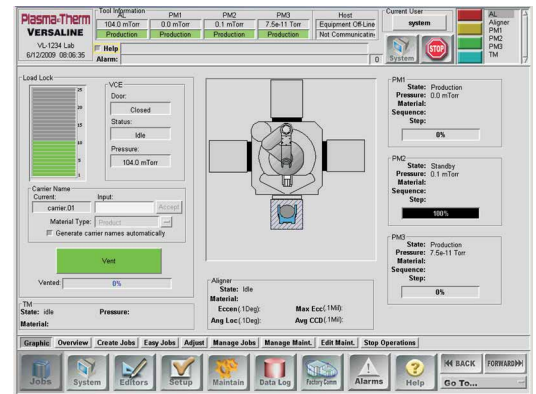 Plasma-Therm
VERSALINE
VL-1234 Lab
6/12/2009 08:06:35
Tool Information
AL PM1 PM2 PM3 Host
104.0 mTorr 0.0 mTorr 0.1 mTorr 7.5e-11 Torr Equipment Off-Line
Production Production Production Production Not Communicatin
Help
Alarm: 0
Current User
system
System
STOP
AL
Aligner
PM1
PM2
PM3
TM
Load Lock
25
20
15
10
5
1
VCE
Door:
Closed
Status:
Idle
Pressure:
104.0 mTorr
Carrier Name
Current: Input:
carrier.01 Accept
Material Type: Product
Generate carrier names automatically
Vent
Vented: 0%
TM
State: idle Pressure:
Material:
Aligner
State: Idle
Material:
Eccen(.1Deg): Max Ecc(.1Mil):
Ang Loc(.1Deg): Avg CCD(.1Mil):
PM1
State: Production
Pressure: 0.0 mTorr
Material:
Sequence:
Step:
0%
PM2
State: Standby
Pressure: 0.1 mTorr
Material:
Sequence:
Step:
100%
PM3
State: Production
Pressure: 7.5e-11 Torr
Material:
Sequence:
Step:
0%
Graphic Overview Create Jobs Easy Jobs Adjust Manage Jobs Manage Maint. Edit Maint. Stop Operations
Jobs System Editors Setup Maintain Data Log Factory Comm Alarms Help
BACK FORWARD
Go To...